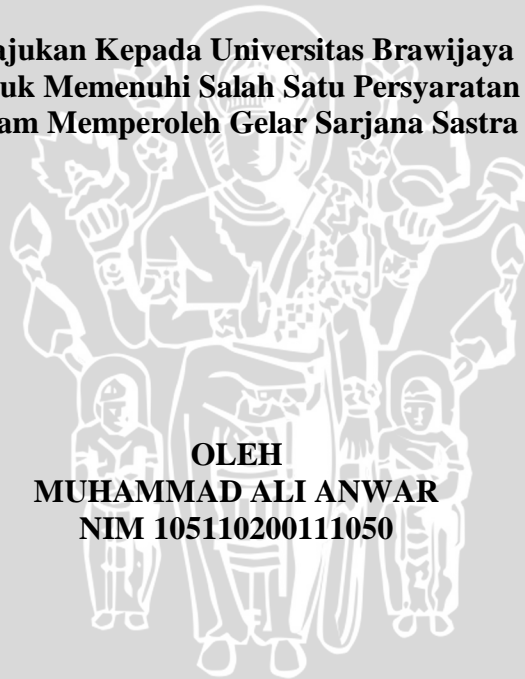 ajukan Kepada Universitas Brawijaya
uk Memenuhi Salah Satu Persyaratan
am Memperoleh Gelar Sarjana Sastra
OLEH
MUHAMMAD ALI ANWAR
NIM 105110200111050